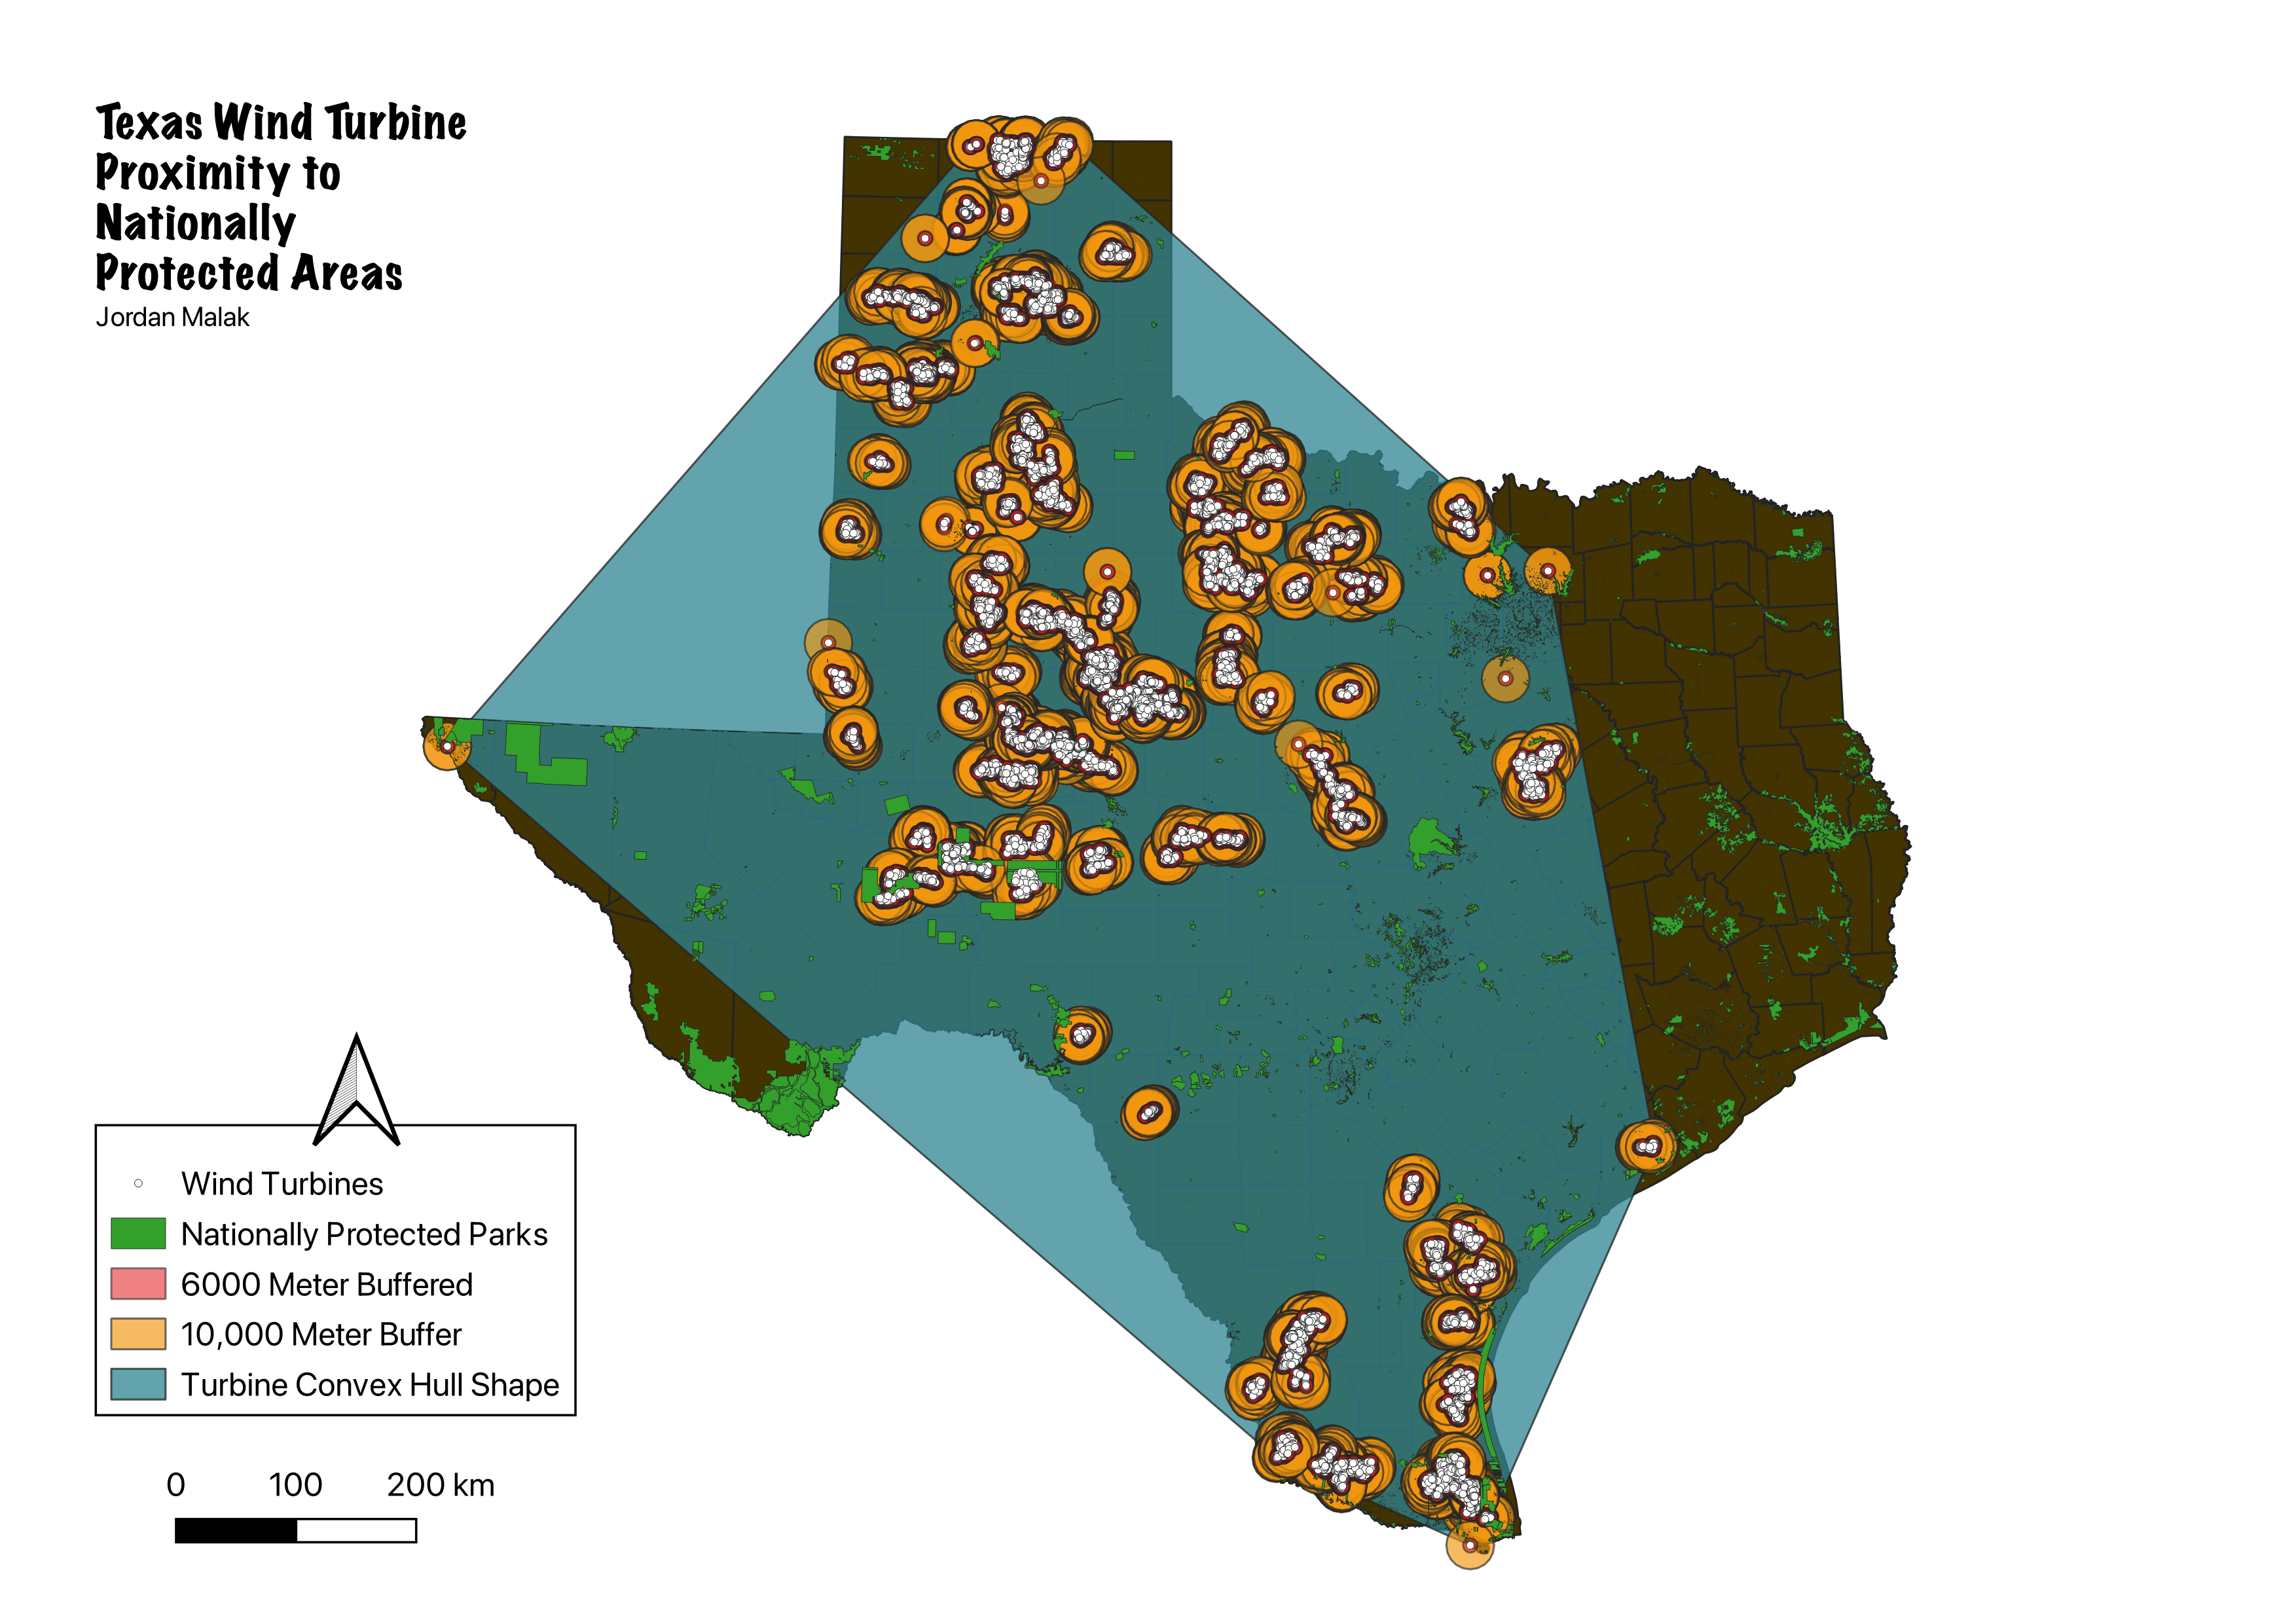 Texas Wind Turbine
Proximity to
Nationally
Protected Areas
Jordan Malak
Wind Turbines
Nationally Protected Parks
6000 Meter Buffered
10,000 Meter Buffer
Turbine Convex Hull Shape
0 100 200 km